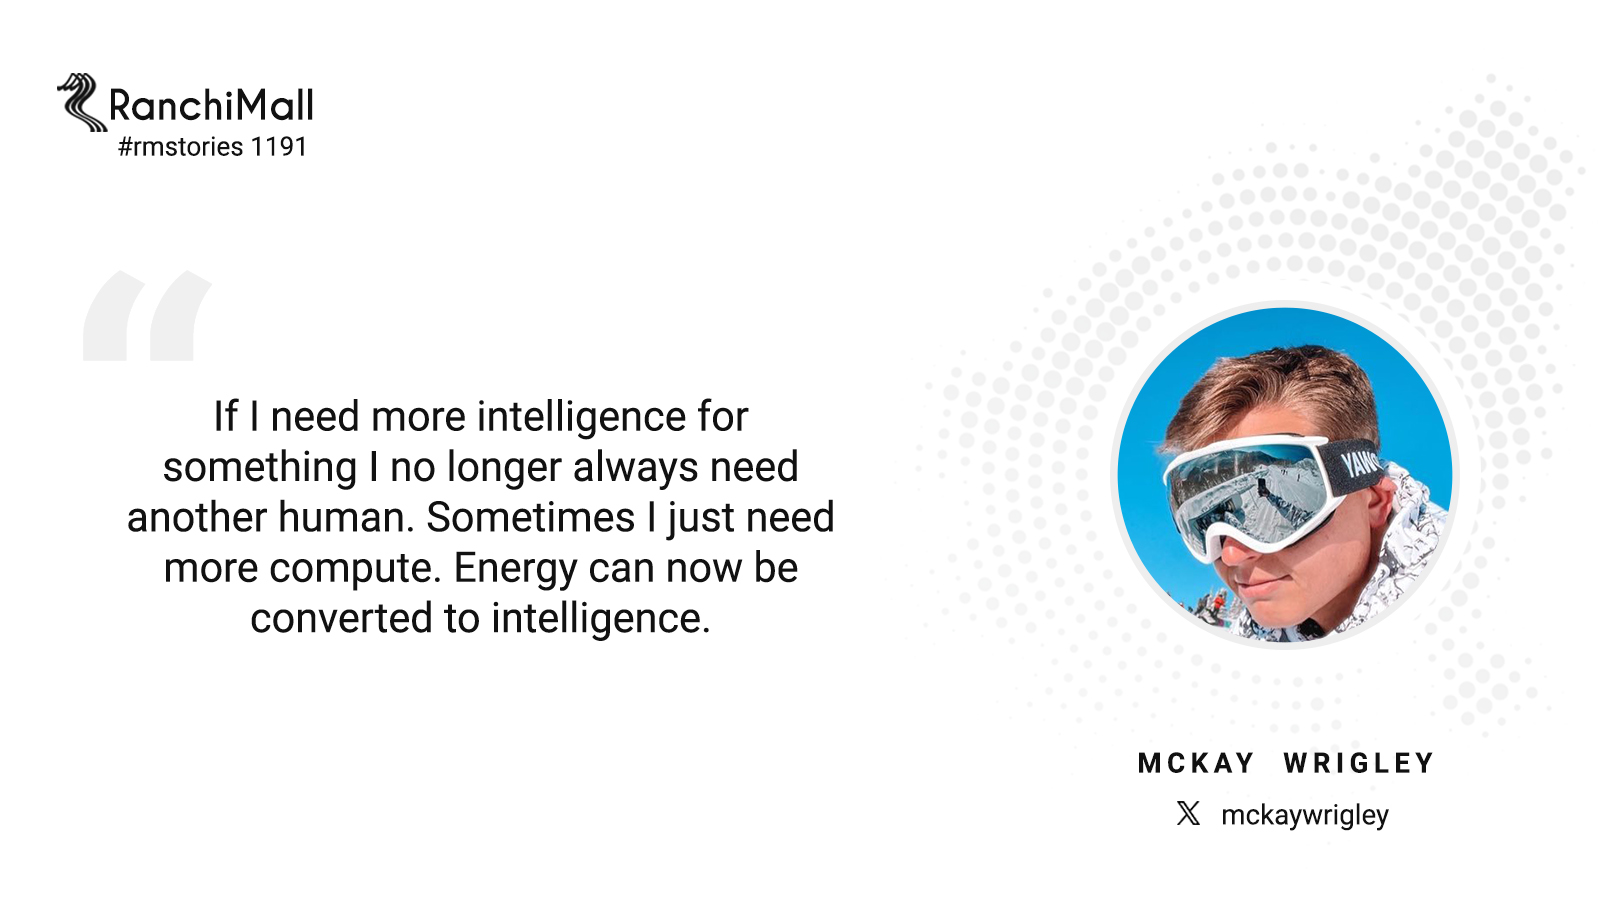 RanchiMall
#rmstories 1191
If I need more intelligence for
something I no longer always need
another human. Sometimes I just need
more compute. Energy can now be
converted to intelligence.
YAW
MCKAY WRIGLEY
X mckaywrigley